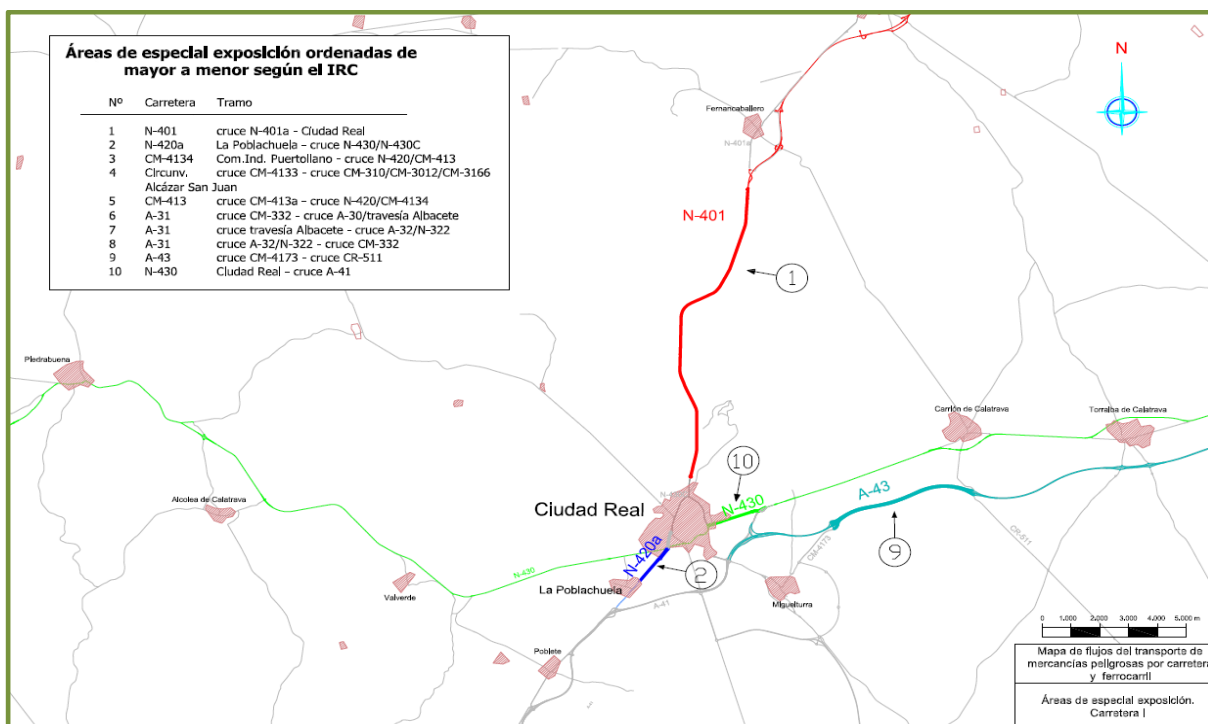 Áreas de especial exposición ordenadas de
mayor a menor según el IRC
Nº Carretera Tramo
1 N-401 cruce N-401a - Ciudad Real
2 N-420a La Poblachuela - cruce N-430/N-430C
3 CM-4134 Com.Ind. Puertollano - cruce N-420/CM-413
4 Circunv. cruce CM-4133 - cruce CM-310/CM-3012/CM-3166
Alcázar San Juan
5 CM-413 cruce CM-413a - cruce N-420/CM-4134
6 A-31 cruce CM-332 - cruce A-30/travesía Albacete
7 A-31 cruce travesía Albacete - cruce A-32/N-322
8 A-31 cruce A-32/N-322 - cruce CM-332
9 A-43 cruce CM-4173 - cruce CR-511
10 N-430 Ciudad Real - cruce A-41
N
Fernancaballero
N-401a
N-401
1
Piedrabuena
Carrión de Calatrava
Torralba de Calatrava
10
Alcolea de Calatrava
Ciudad Real
N-430
A-43
CR-511
CM-4173
9
N-420a
2
N-430
Valverde
La Poblachuela
A-41
Miguelturra
Poblete
0 1.000 2.000 3.000 4.000 5.000 m
Mapa de flujos del transporte de
mercancías peligrosas por carretera
y ferrocarril
Áreas de especial exposición.
Carretera I